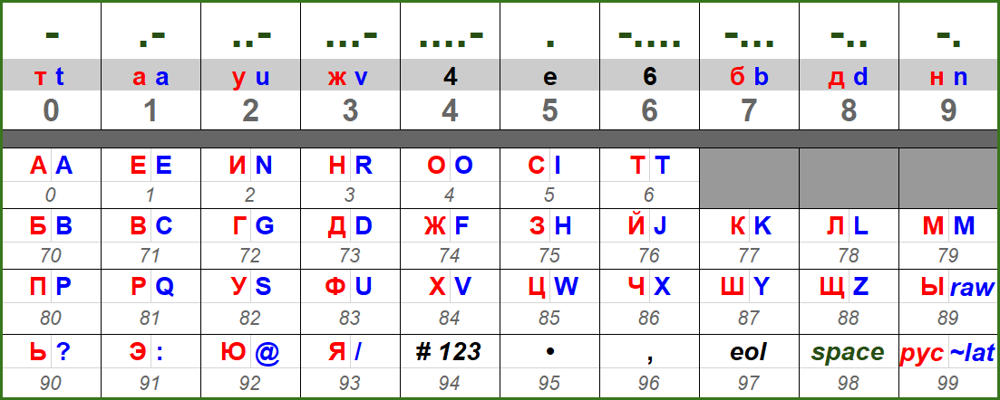 - .- ..- ...- ....- . -.... -... -.. -.
т t а a у u ж v 4 e 6 б b д d н n
0 1 2 3 4 5 6 7 8 9
А A Е E И N Н R О O С I Т T
0 1 2 3 4 5 6
Б B В C Г G Д D Ж F З H Й J К K Л L М M
70 71 72 73 74 75 76 77 78 79
П P Р Q У S Ф U Х V Ц W Ч X Ш Y Щ Z Ы raw
80 81 82 83 84 85 86 87 88 89
Ь ? Э : Ю @ Я / # 123 • , eol space рус ~lat
90 91 92 93 94 95 96 97 98 99